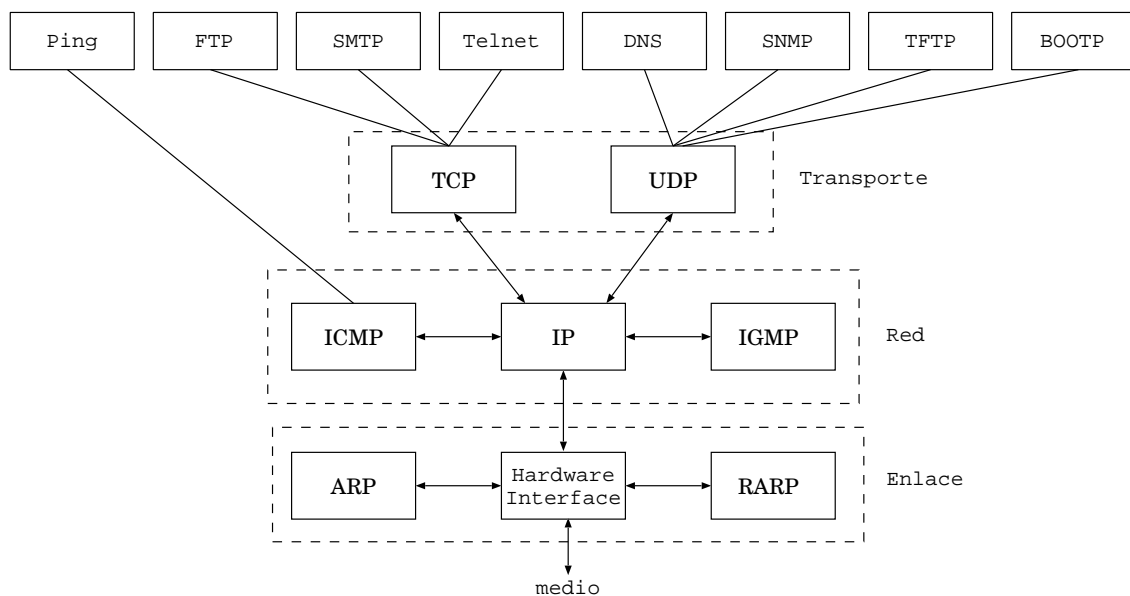 Ping
FTP
SMTP
Telnet
DNS
SNMP
TFTP
BOOTP
TCP
UDP
Transporte
ICMP
IP
IGMP
Red
ARP
Hardware
Interface
RARP
Enlace
medio